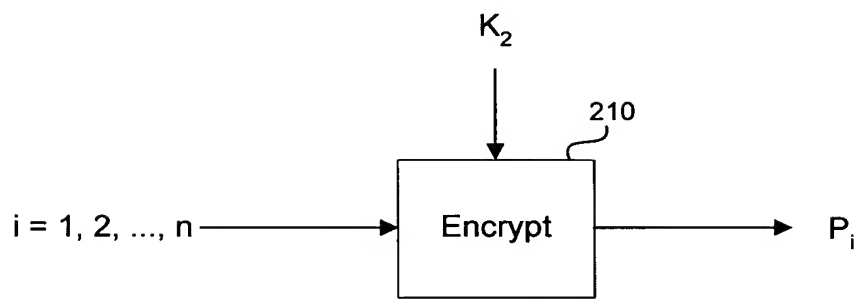 K₂
210
i = 1, 2, ..., n
Encrypt
Pᵢ